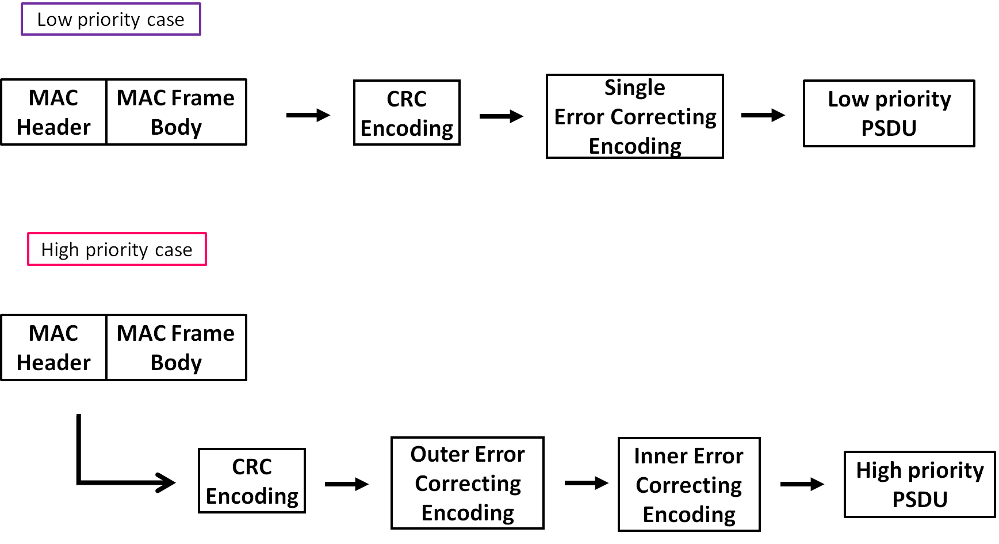 Low priority case
MAC
Header
MAC Frame
Body
CRC
Encoding
Single
Error Correcting
Encoding
Low priority
PSDU
High priority case
MAC
Header
MAC Frame
Body
CRC
Encoding
Outer Error
Correcting
Encoding
Inner Error
Correcting
Encoding
High priority
PSDU